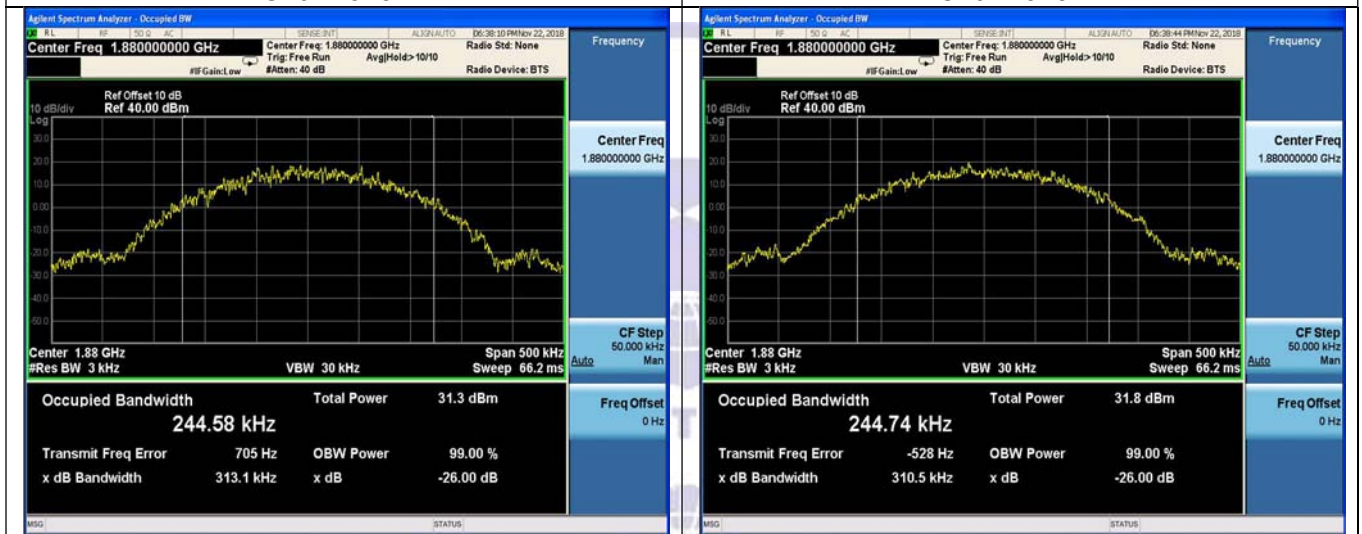 Agilent Spectrum Analyzer - Occupied BW
RL RF 50 Ω AC SENSE:INT ALIGN AUTO 06:38:10 PM Nov 22, 2018
Center Freq 1.880000000 GHz
Center Freq: 1.880000000 GHz
Radio Std: None
Trig: Free Run Avg|Hold:>10/10
#IFGain:Low #Atten: 40 dB Radio Device: BTS
Ref Offset 10 dB
10 dB/div Ref 40.00 dBm
Log
30.0
20.0
10.0
0.00
-10.0
-20.0
-30.0
-40.0
-50.0
Center 1.88 GHz Span 500 kHz
#Res BW 3 kHz VBW 30 kHz Sweep 66.2 ms
Occupied Bandwidth Total Power 31.3 dBm
244.58 kHz
Transmit Freq Error 705 Hz OBW Power 99.00 %
x dB Bandwidth 313.1 kHz x dB -26.00 dB
MSG STATUS
Frequency
Center Freq
1.880000000 GHz
CF Step
50.000 kHz
Auto Man
Freq Offset
0 Hz
Agilent Spectrum Analyzer - Occupied BW
RL RF 50 Ω AC SENSE:INT ALIGN AUTO 06:38:44 PM Nov 22, 2018
Center Freq 1.880000000 GHz
Center Freq: 1.880000000 GHz
Radio Std: None
Trig: Free Run Avg|Hold:>10/10
#IFGain:Low #Atten: 40 dB Radio Device: BTS
Ref Offset 10 dB
10 dB/div Ref 40.00 dBm
Log
30.0
20.0
10.0
0.00
-10.0
-20.0
-30.0
-40.0
-50.0
Center 1.88 GHz Span 500 kHz
#Res BW 3 kHz VBW 30 kHz Sweep 66.2 ms
Occupied Bandwidth Total Power 31.8 dBm
244.74 kHz
Transmit Freq Error -528 Hz OBW Power 99.00 %
x dB Bandwidth 310.5 kHz x dB -26.00 dB
MSG STATUS
Frequency
Center Freq
1.880000000 GHz
CF Step
50.000 kHz
Auto Man
Freq Offset
0 Hz